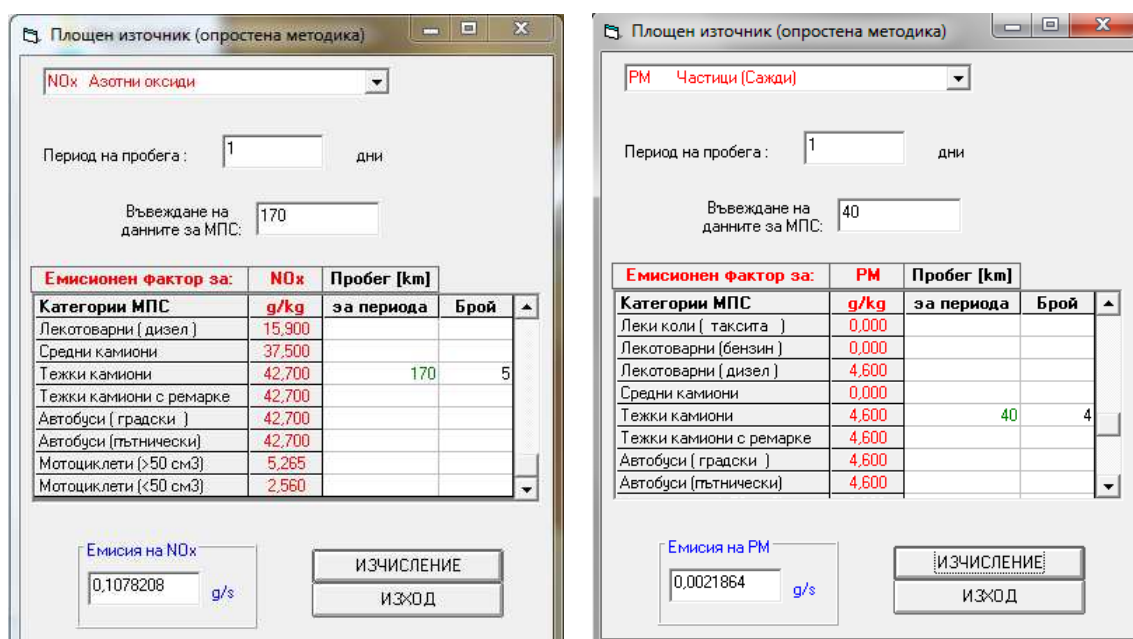 Площен източник (опростена методика)
NOx Азотни оксиди
Период на пробега : 1 дни
Въвеждане на
данните за МПС: 170
Емисионен фактор за: NOx Пробег [km]
Категории МПС g/kg за периода Брой
Лекотоварни ( дизел ) 15,900
Средни камиони 37,500
Тежки камиони 42,700 170 5
Тежки камиони с ремарке 42,700
Автобуси ( градски ) 42,700
Автобуси (пътнически) 42,700
Мотоциклети (>50 см3) 5,265
Мотоциклети (<50 см3) 2,560
Емисия на NOx
0,1078208 g/s
ИЗЧИСЛЕНИЕ
ИЗХОД
Площен източник (опростена методика)
PM Частици (Сажди)
Период на пробега : 1 дни
Въвеждане на
данните за МПС: 40
Емисионен фактор за: PM Пробег [km]
Категории МПС g/kg за периода Брой
Леки коли ( таксита ) 0,000
Лекотоварни (бензин ) 0,000
Лекотоварни ( дизел ) 4,600
Средни камиони 0,000
Тежки камиони 4,600 40 4
Тежки камиони с ремарке 4,600
Автобуси ( градски ) 4,600
Автобуси (пътнически) 4,600
Емисия на PM
0,0021864 g/s
ИЗЧИСЛЕНИЕ
ИЗХОД